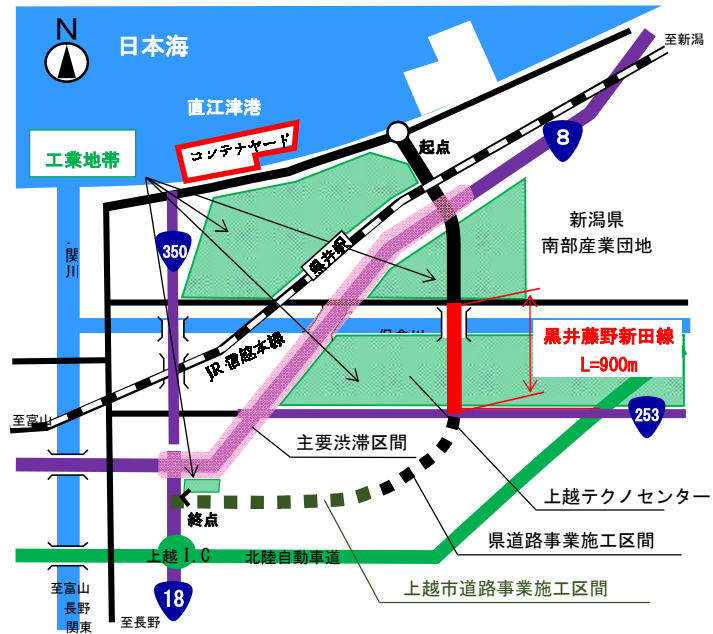 N
日本海
至新潟
直江津港
コンテナヤード
工業地帯
起点
8
新潟県
南部産業団地
関川
350
黒井駅
黒井藤野新田線
L=900m
JR信越本線
至富山
253
主要渋滞区間
上越テクノセンター
終点
県道路事業施工区間
上越I.C
北陸自動車道
上越市道路事業施工区間
至富山
長野
関東
18
至長野